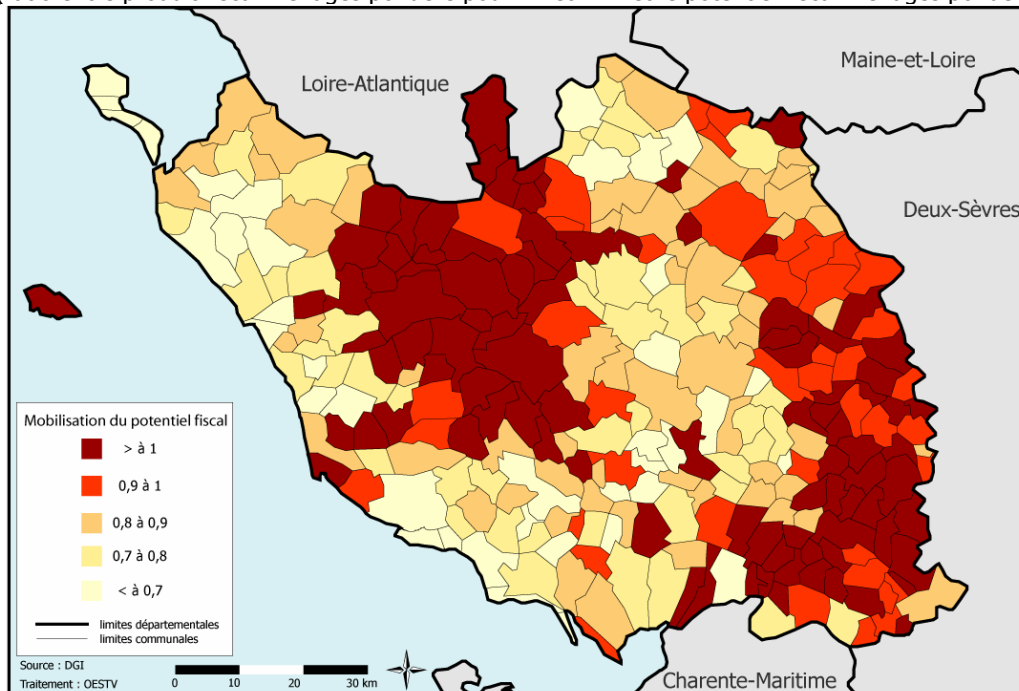 Loire-Atlantique
Maine-et-Loire
Deux-Sèvres
Mobilisation du potentiel fiscal
> à 1
0,9 à 1
0,8 à 0,9
0,7 à 0,8
< à 0,7
limites départementales
limites communales
Source : DGI
Traitement : OESTV
0 10 20 30 km
Charente-Maritime